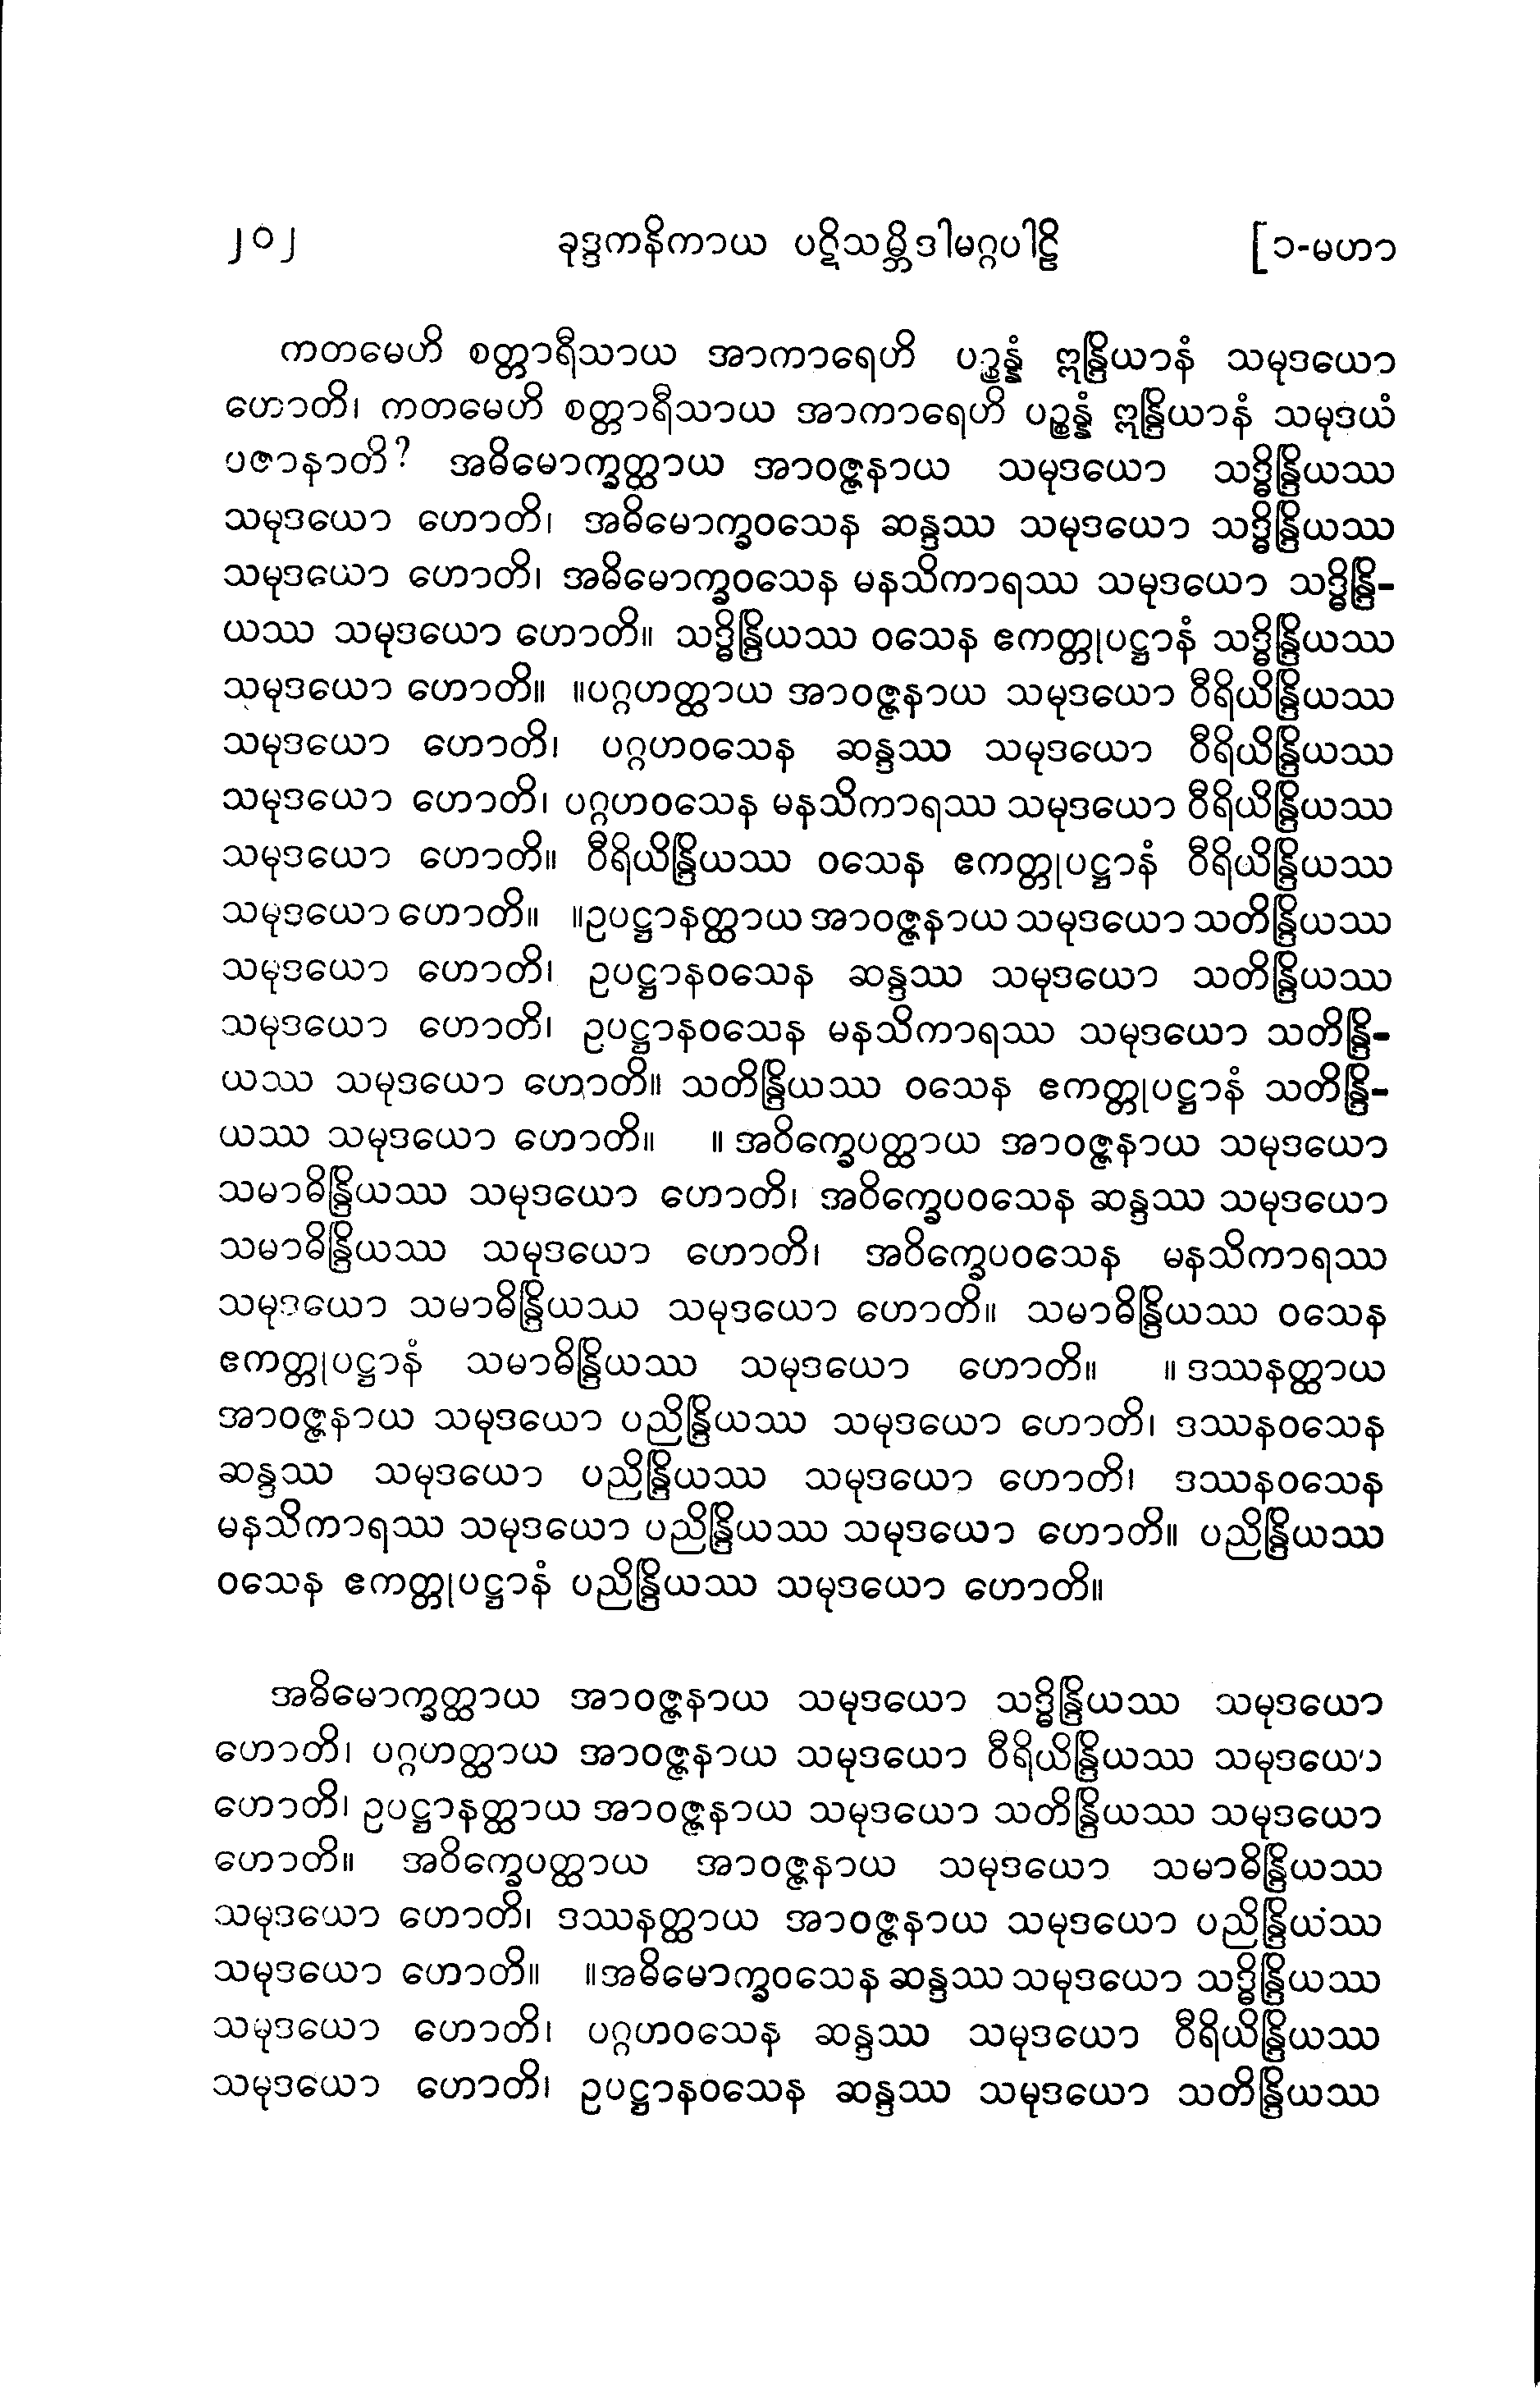 ၂၀၂ ခုဒ္ဒကနိကာယ ပဋိသမ္ဘိဒါမဂ္ဂပါဠိ [၁-မဟာ
ကတမေဟိ စတ္တာရီသာယ အာကာရေဟိ ပဉ္စန္နံ ဣန္ဒြိယာနံ သမုဒယော
ဟောတိ၊ ကတမေဟိ စတ္တာရီသာယ အာကာရေဟိ ပဉ္စန္နံ ဣန္ဒြိယာနံ သမုဒယံ
ပဇာနာတိ? အဓိမောက္ခတ္ထာယ အာဝဇ္ဇနာယ သမုဒယော သဒ္ဓိန္ဒြိယဿ
သမုဒယော ဟောတိ၊ အဓိမောက္ခဝသေန ဆန္ဒဿ သမုဒယော သဒ္ဓိန္ဒြိယဿ
သမုဒယော ဟောတိ၊ အဓိမောက္ခဝသေန မနသိကာရဿ သမုဒယော သဒ္ဓိန္ဒြိ-
ယဿ သမုဒယော ဟောတိ။ သဒ္ဓိန္ဒြိယဿ ဝသေန ဧကတ္တုပဋ္ဌာနံ သဒ္ဓိန္ဒြိယဿ
သမုဒယော ဟောတိ။ ။ပဂ္ဂဟတ္ထာယ အာဝဇ္ဇနာယ သမုဒယော ဝီရိယိန္ဒြိယဿ
သမုဒယော ဟောတိ၊ ပဂ္ဂဟဝသေန ဆန္ဒဿ သမုဒယော ဝီရိယိန္ဒြိယဿ
သမုဒယော ဟောတိ၊ ပဂ္ဂဟဝသေန မနသိကာရဿ သမုဒယော ဝီရိယိန္ဒြိယဿ
သမုဒယော ဟောတိ။ ဝီရိယိန္ဒြိယဿ ဝသေန ဧကတ္တုပဋ္ဌာနံ ဝီရိယိန္ဒြိယဿ
သမုဒယော ဟောတိ။ ။ဥပဋ္ဌာနတ္ထာယ အာဝဇ္ဇနာယ သမုဒယော သတိန္ဒြိယဿ
သမုဒယော ဟောတိ၊ ဥပဋ္ဌာနဝသေန ဆန္ဒဿ သမုဒယော သတိန္ဒြိယဿ
သမုဒယော ဟောတိ၊ ဥပဋ္ဌာနဝသေန မနသိကာရဿ သမုဒယော သတိန္ဒြိ-
ယဿ သမုဒယော ဟောတိ။ သတိန္ဒြိယဿ ဝသေန ဧကတ္တုပဋ္ဌာနံ သတိန္ဒြိ-
ယဿ သမုဒယော ဟောတိ။ ။ အဝိက္ခေပတ္ထာယ အာဝဇ္ဇနာယ သမုဒယော
သမာဓိန္ဒြိယဿ သမုဒယော ဟောတိ၊ အဝိက္ခေပဝသေန ဆန္ဒဿ သမုဒယော
သမာဓိန္ဒြိယဿ သမုဒယော ဟောတိ၊ အဝိက္ခေပဝသေန မနသိကာရဿ
သမုဒယော သမာဓိန္ဒြိယဿ သမုဒယော ဟောတိ။ သမာဓိန္ဒြိယဿ ဝသေန
ဧကတ္တုပဋ္ဌာနံ သမာဓိန္ဒြိယဿ သမုဒယော ဟောတိ။ ။ ဒဿနတ္ထာယ
အာဝဇ္ဇနာယ သမုဒယော ပညိန္ဒြိယဿ သမုဒယော ဟောတိ၊ ဒဿနဝသေန
ဆန္ဒဿ သမုဒယော ပညိန္ဒြိယဿ သမုဒယော ဟောတိ၊ ဒဿနဝသေန
မနသိကာရဿ သမုဒယော ပညိန္ဒြိယဿ သမုဒယော ဟောတိ။ ပညိန္ဒြိယဿ
ဝသေန ဧကတ္တုပဋ္ဌာနံ ပညိန္ဒြိယဿ သမုဒယော ဟောတိ။
အဓိမောက္ခတ္ထာယ အာဝဇ္ဇနာယ သမုဒယော သဒ္ဓိန္ဒြိယဿ သမုဒယော
ဟောတိ၊ ပဂ္ဂဟတ္ထာယ အာဝဇ္ဇနာယ သမုဒယော ဝီရိယိန္ဒြိယဿ သမုဒယော
ဟောတိ၊ ဥပဋ္ဌာနတ္ထာယ အာဝဇ္ဇနာယ သမုဒယော သတိန္ဒြိယဿ သမုဒယော
ဟောတိ။ အဝိက္ခေပတ္ထာယ အာဝဇ္ဇနာယ သမုဒယော သမာဓိန္ဒြိယဿ
သမုဒယော ဟောတိ၊ ဒဿနတ္ထာယ အာဝဇ္ဇနာယ သမုဒယော ပညိန္ဒြိယဿ
သမုဒယော ဟောတိ။ ။အဓိမောက္ခဝသေန ဆန္ဒဿ သမုဒယော သဒ္ဓိန္ဒြိယဿ
သမုဒယော ဟောတိ၊ ပဂ္ဂဟဝသေန ဆန္ဒဿ သမုဒယော ဝီရိယိန္ဒြိယဿ
သမုဒယော ဟောတိ၊ ဥပဋ္ဌာနဝသေန ဆန္ဒဿ သမုဒယော သတိန္ဒြိယဿ